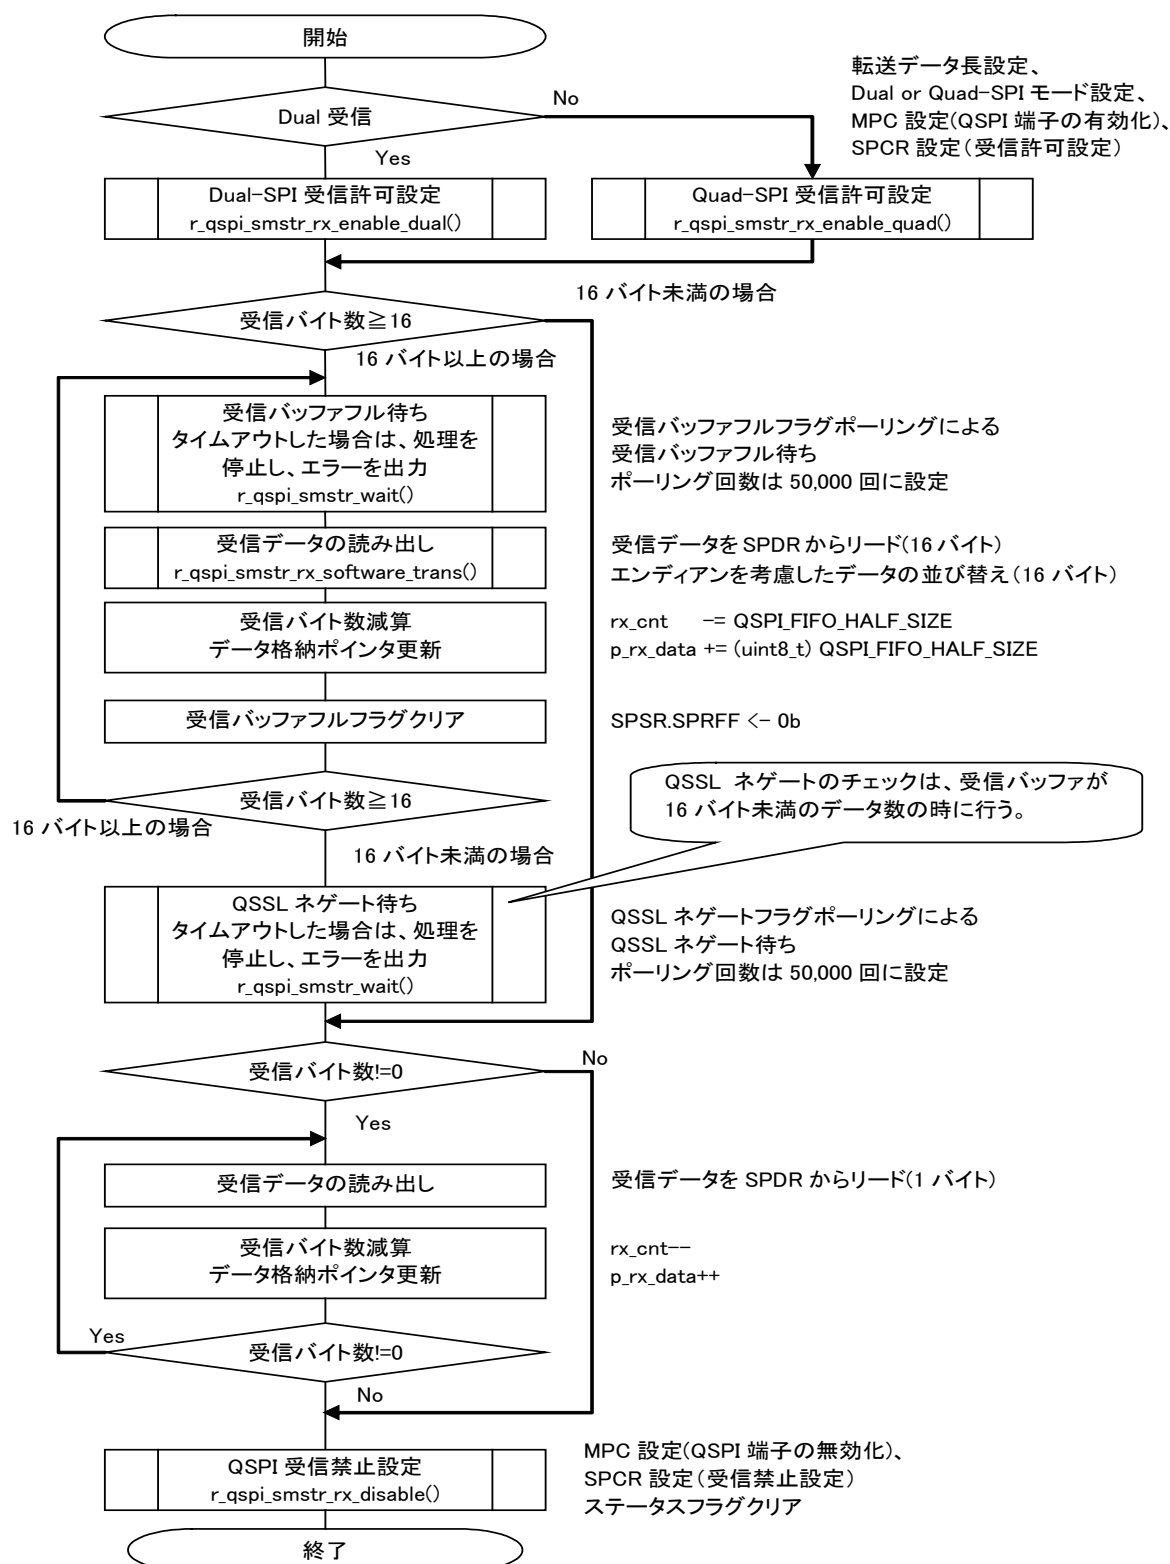 開始
転送データ長設定、
Dual or Quad-SPI モード設定、
MPC 設定(QSPI 端子の有効化)、
SPCR 設定(受信許可設定)
Dual 受信
No
Yes
Dual-SPI 受信許可設定
r_qspi_smstr_rx_enable_dual()
Quad-SPI 受信許可設定
r_qspi_smstr_rx_enable_quad()
16 バイト未満の場合
受信バイト数≧16
16 バイト以上の場合
受信バッファフル待ち
タイムアウトした場合は、処理を
停止し、エラーを出力
r_qspi_smstr_wait()
受信バッファフルフラグポーリングによる
受信バッファフル待ち
ポーリング回数は 50,000 回に設定
受信データの読み出し
r_qspi_smstr_rx_software_trans()
受信データを SPDR からリード(16 バイト)
エンディアンを考慮したデータの並び替え(16 バイト)
受信バイト数減算
データ格納ポインタ更新
rx_cnt -= QSPI_FIFO_HALF_SIZE
p_rx_data += (uint8_t) QSPI_FIFO_HALF_SIZE
受信バッファフルフラグクリア
SPSR.SPRFF <- 0b
受信バイト数≧16
16 バイト以上の場合
16 バイト未満の場合
QSSL ネゲートのチェックは、受信バッファが
16 バイト未満のデータ数の時に行う。
QSSL ネゲート待ち
タイムアウトした場合は、処理を
停止し、エラーを出力
r_qspi_smstr_wait()
QSSL ネゲートフラグポーリングによる
QSSL ネゲート待ち
ポーリング回数は 50,000 回に設定
受信バイト数!=0
No
Yes
受信データの読み出し
受信データを SPDR からリード(1 バイト)
受信バイト数減算
データ格納ポインタ更新
rx_cnt--
p_rx_data++
Yes
受信バイト数!=0
No
QSPI 受信禁止設定
r_qspi_smstr_rx_disable()
MPC 設定(QSPI 端子の無効化)、
SPCR 設定(受信禁止設定)
ステータスフラグクリア
終了